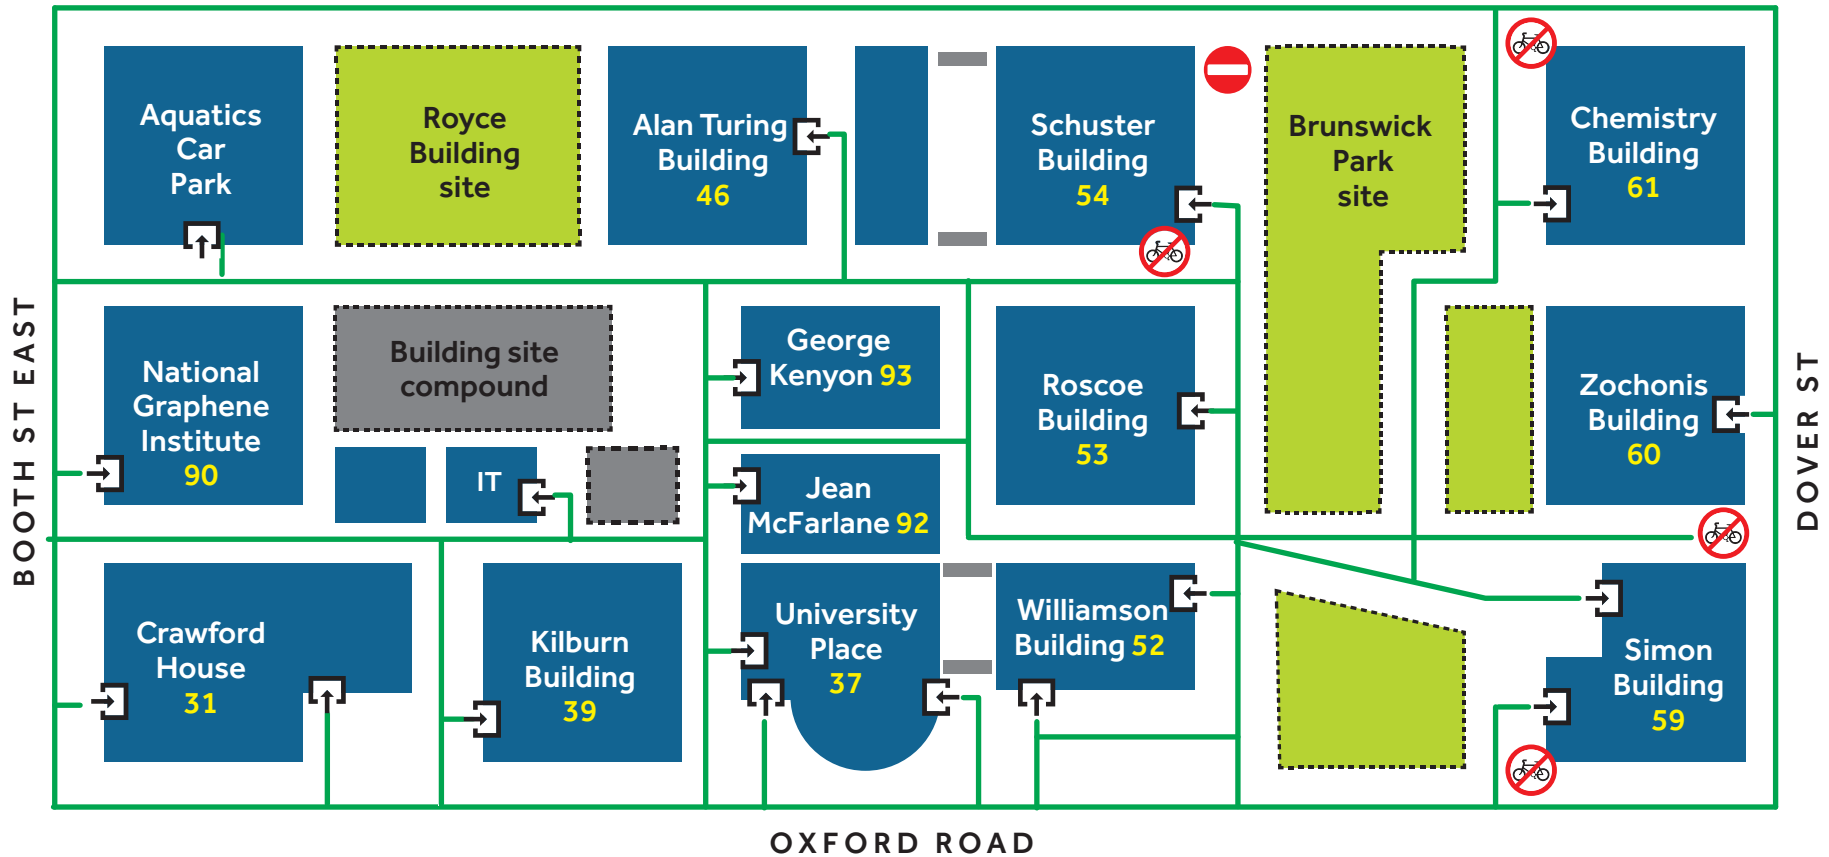 Aquatics
Car
Park
Royce
Building
site
Alan Turing
Building
46
Schuster
Building
54
Brunswick
Park
site
Chemistry
Building
61
BOOTH ST EAST
National
Graphene
Institute
90
Building site
compound
IT
George
Kenyon 93
Jean
McFarlane 92
Roscoe
Building
53
Zochonis
Building
60
DOVER ST
Crawford
House
31
Kilburn
Building
39
University
Place
37
Williamson
Building 52
Simon
Building
59
OXFORD ROAD